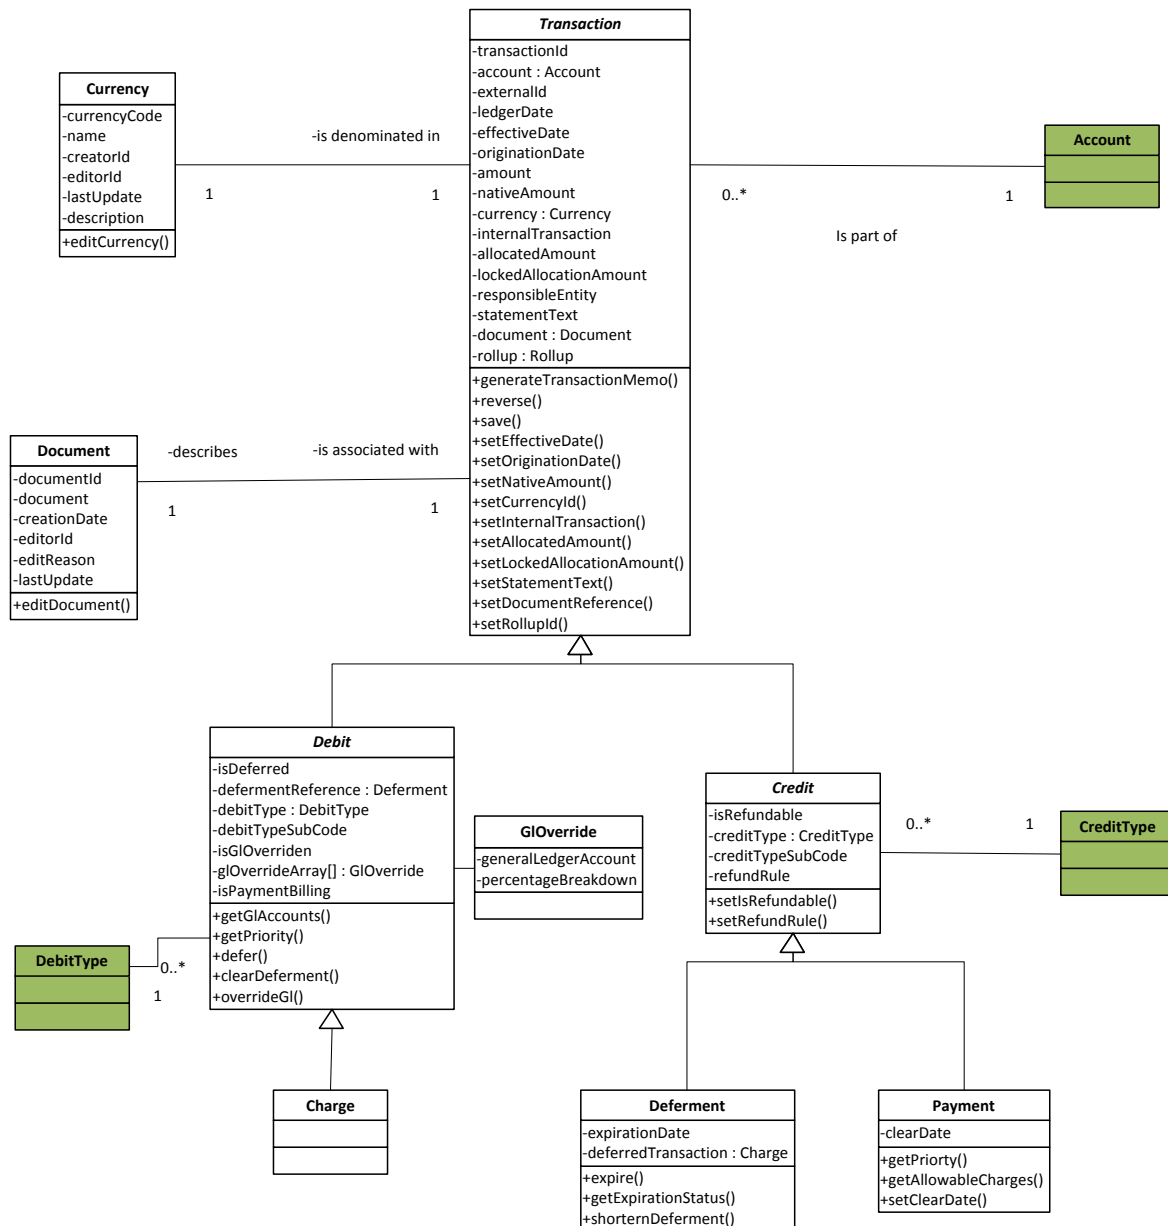 Transaction
-transactionId
-account : Account
-externalId
-ledgerDate
-effectiveDate
-originationDate
-amount
-nativeAmount
-currency : Currency
-internalTransaction
-allocatedAmount
-lockedAllocationAmount
-responsibleEntity
-statementText
-document : Document
-rollup : Rollup
+generateTransactionMemo()
+reverse()
+save()
+setEffectiveDate()
+setOriginationDate()
+setNativeAmount()
+setCurrencyId()
+setInternalTransaction()
+setAllocatedAmount()
+setLockedAllocationAmount()
+setStatementText()
+setDocumentReference()
+setRollupId()
Currency
-currencyCode
-name
-creatorId
-editorId
-lastUpdate
-description
+editCurrency()
-is denominated in
1
1
Account
0..*
1
Is part of
Document
-documentId
-document
-creationDate
-editorId
-editReason
-lastUpdate
+editDocument()
-describes
-is associated with
1
1
Debit
-isDeferred
-defermentReference : Deferment
-debitType : DebitType
-debitTypeSubCode
-isGlOverriden
-glOverrideArray[] : GlOverride
-isPaymentBilling
+getGlAccounts()
+getPriority()
+defer()
+clearDeferment()
+overrideGl()
GlOverride
-generalLedgerAccount
-percentageBreakdown
Credit
-isRefundable
-creditType : CreditType
-creditTypeSubCode
-refundRule
+setIsRefundable()
+setRefundRule()
0..*
1
CreditType
DebitType
0..*
1
Charge
Deferment
-expirationDate
-deferredTransaction : Charge
+expire()
+getExpirationStatus()
+shorternDeferment()
Payment
-clearDate
+getPriorty()
+getAllowableCharges()
+setClearDate()